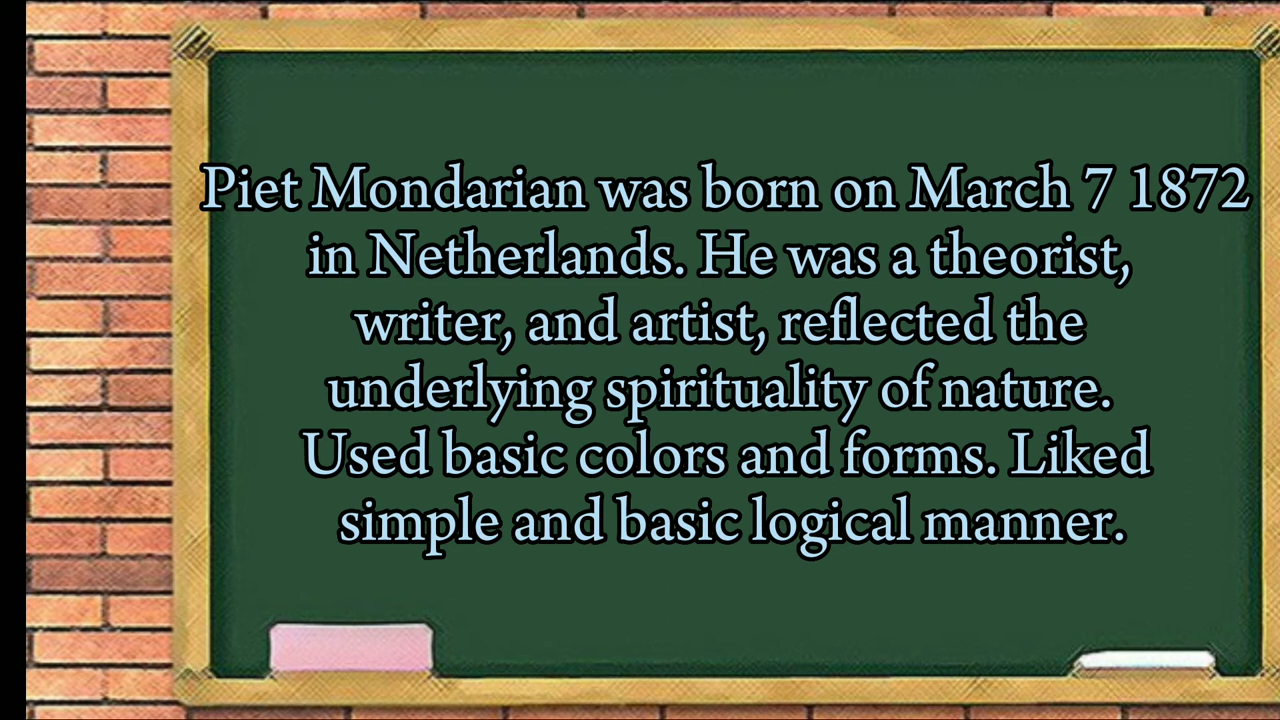 Piet Mondarian was born on March 7 1872
in Netherlands. He was a theorist,
writer, and artist, reflected the
underlying spirituality of nature.
Used basic colors and forms. Liked
simple and basic logical manner.